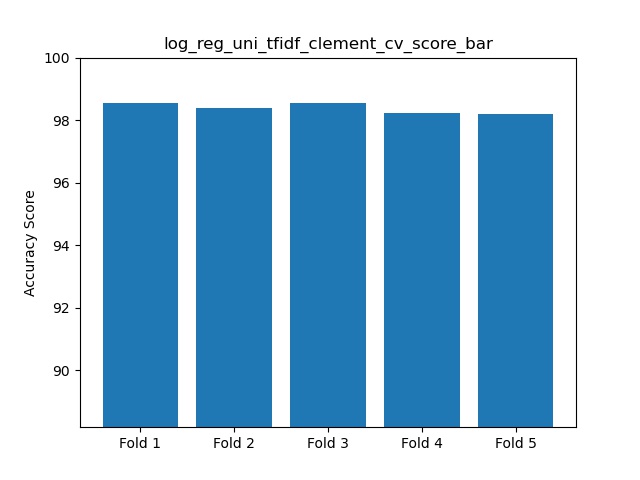 log_reg_uni_tfidf_clement_cv_score_bar
100
98
96
94
92
90
Accuracy Score
Fold 1 Fold 2 Fold 3 Fold 4 Fold 5